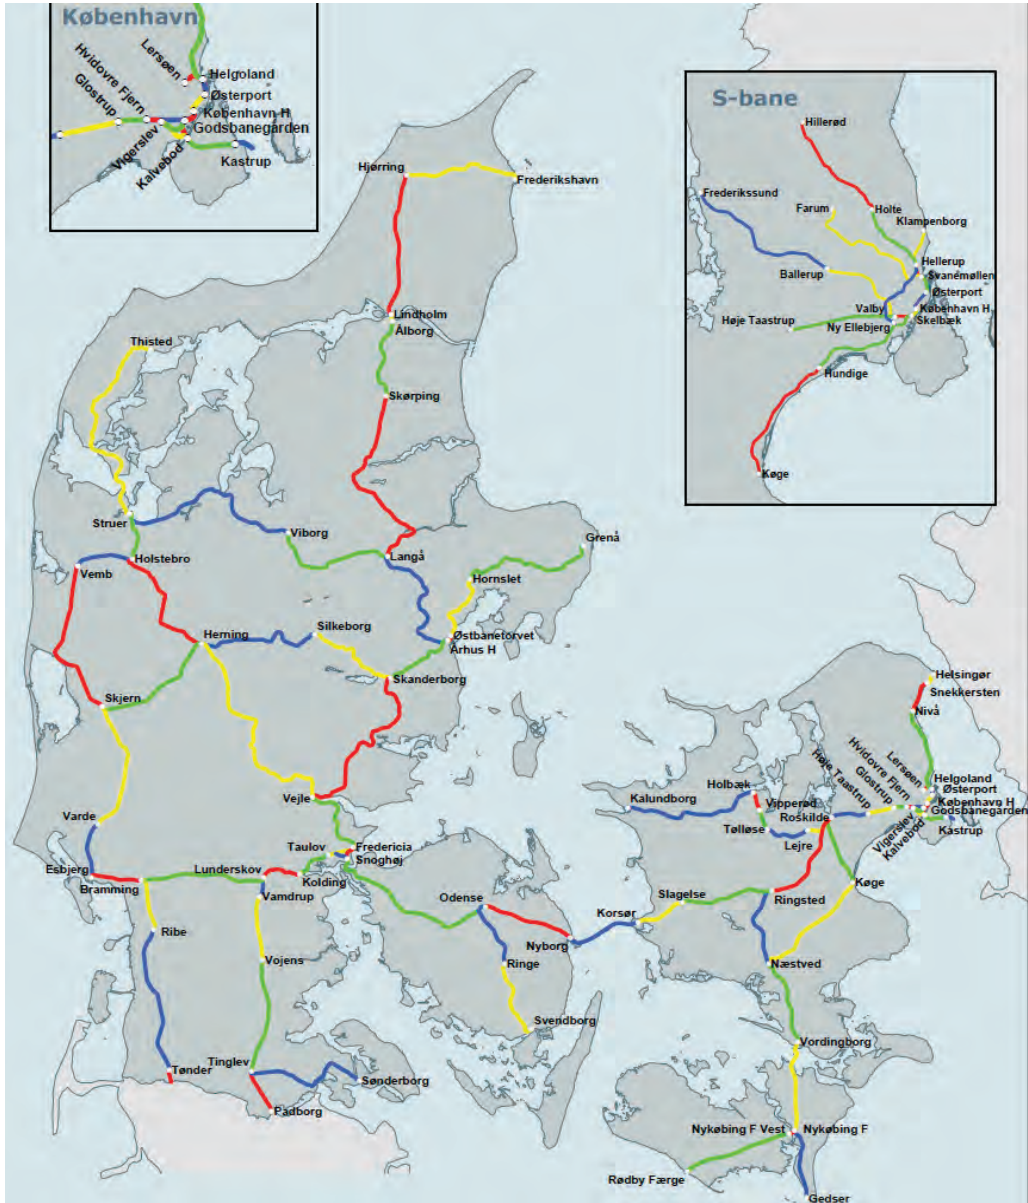 København
Lersøen
Hvidovre Fjern
Glostrup
Helgoland
Østerport
København H
Godsbanegården
Vigerslev
Kalvebod
Kastrup
S-bane
Hillerød
Frederikssund
Farum
Holte
Klampenborg
Hellerup
Ballerup
Svanemøllen
Østerport
Valby
København H
Høje Taastrup
Ny Ellebjerg
Skelbæk
Hundige
Køge
Hjørring
Frederikshavn
Lindholm
Ålborg
Thisted
Skørping
Struer
Viborg
Grenå
Holstebro
Langå
Vemb
Hornslet
Herning
Silkeborg
Østbanetorvet
Århus H
Skanderborg
Skjern
Helsingør
Snekkersten
Nivå
Vejle
Holbæk
Kalundborg
Vipperød
Roskilde
Høje Taastrup
Hvidovre Fjern
Glostrup
Lersøen
Helgoland
Østerport
København H
Godsbanegården
Vigerslev
Kalvebod
Kastrup
Varde
Tølløse
Lejre
Taulov
Fredericia
Snoghøj
Esbjerg
Bramming
Lunderskov
Kolding
Vamdrup
Odense
Slagelse
Ringsted
Køge
Korsør
Ribe
Nyborg
Vojens
Ringe
Næstved
Svendborg
Vordingborg
Tinglev
Tønder
Sønderborg
Padborg
Nykøbing F Vest
Nykøbing F
Rødby Færge
Gedser